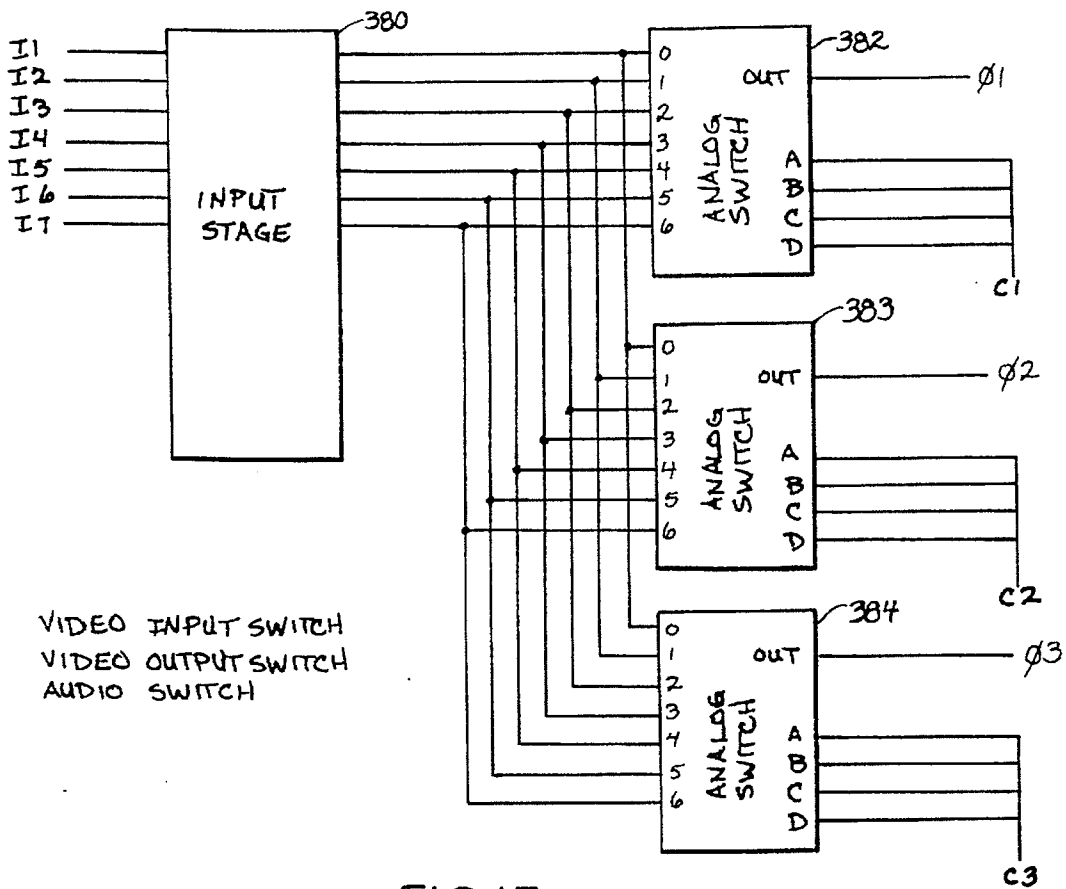 380
I1
I2
I3
I4
I5
I6
I7
INPUT
STAGE
382
0
1
2
3
4
5
6
OUT
ANALOG
SWITCH
A
B
C
D
Ø1
C1
383
0
1
2
3
4
5
6
OUT
ANALOG
SWITCH
A
B
C
D
Ø2
C2
384
0
1
2
3
4
5
6
OUT
ANALOG
SWITCH
A
B
C
D
Ø3
C3
VIDEO INPUT SWITCH
VIDEO OUTPUT SWITCH
AUDIO SWITCH